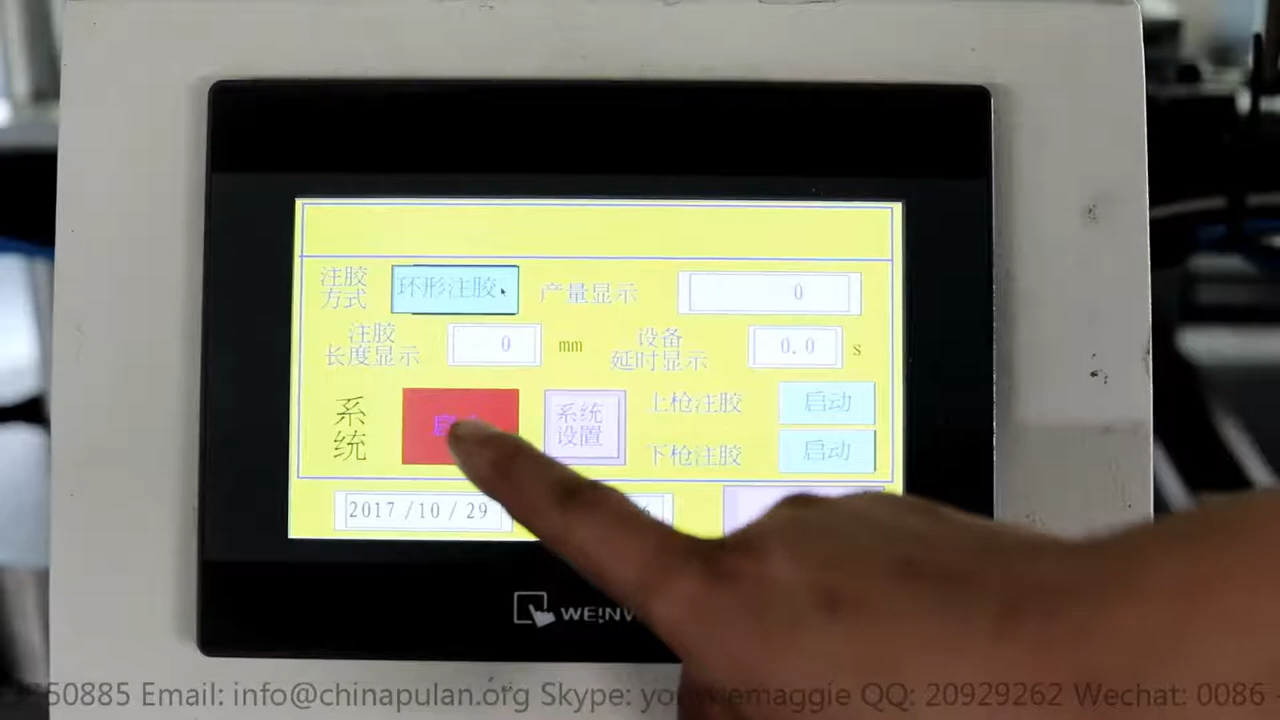 注胶
方式
环形注胶
产量显示
0
注胶
长度显示
0
mm
设备
延时显示
0.0
s
系
统
系统
设置
上枪注胶
启动
下枪注胶
启动
2017/10/29
50885 Email: info@chinapulan.org Skype: QQ: 20929262 Wechat: 0086